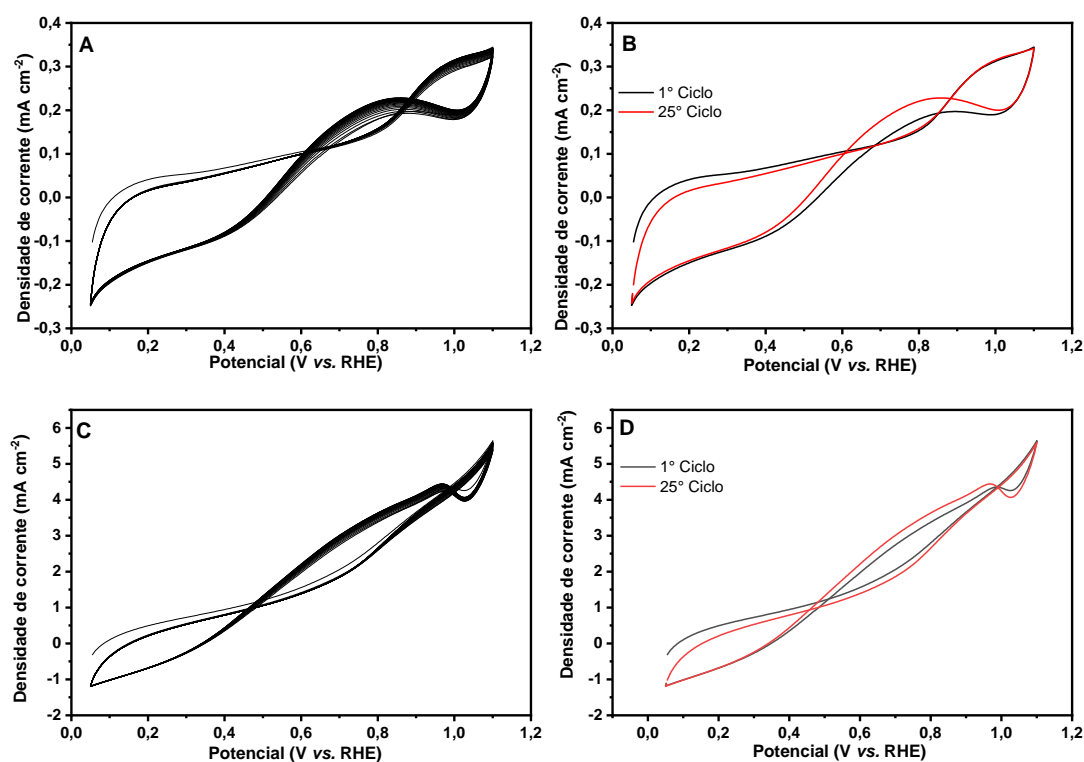 A
0,4
0,3
0,2
0,1
0,0
-0,1
-0,2
-0,3
Densidade de corrente (mA cm-2)
0,0 0,2 0,4 0,6 0,8 1,0 1,2
Potencial (V vs. RHE)
B
1° Ciclo
25° Ciclo
0,4
0,3
0,2
0,1
0,0
-0,1
-0,2
-0,3
Densidade de corrente (mA cm-2)
0,0 0,2 0,4 0,6 0,8 1,0 1,2
Potencial (V vs. RHE)
C
6
5
4
3
2
1
0
-1
-2
Densidade de corrente (mA cm-2)
0,0 0,2 0,4 0,6 0,8 1,0 1,2
Potencial (V vs. RHE)
D
1° Ciclo
25° Ciclo
6
5
4
3
2
1
0
-1
-2
Densidade de corrente (mA cm-2)
0,0 0,2 0,4 0,6 0,8 1,0 1,2
Potencial (V vs. RHE)